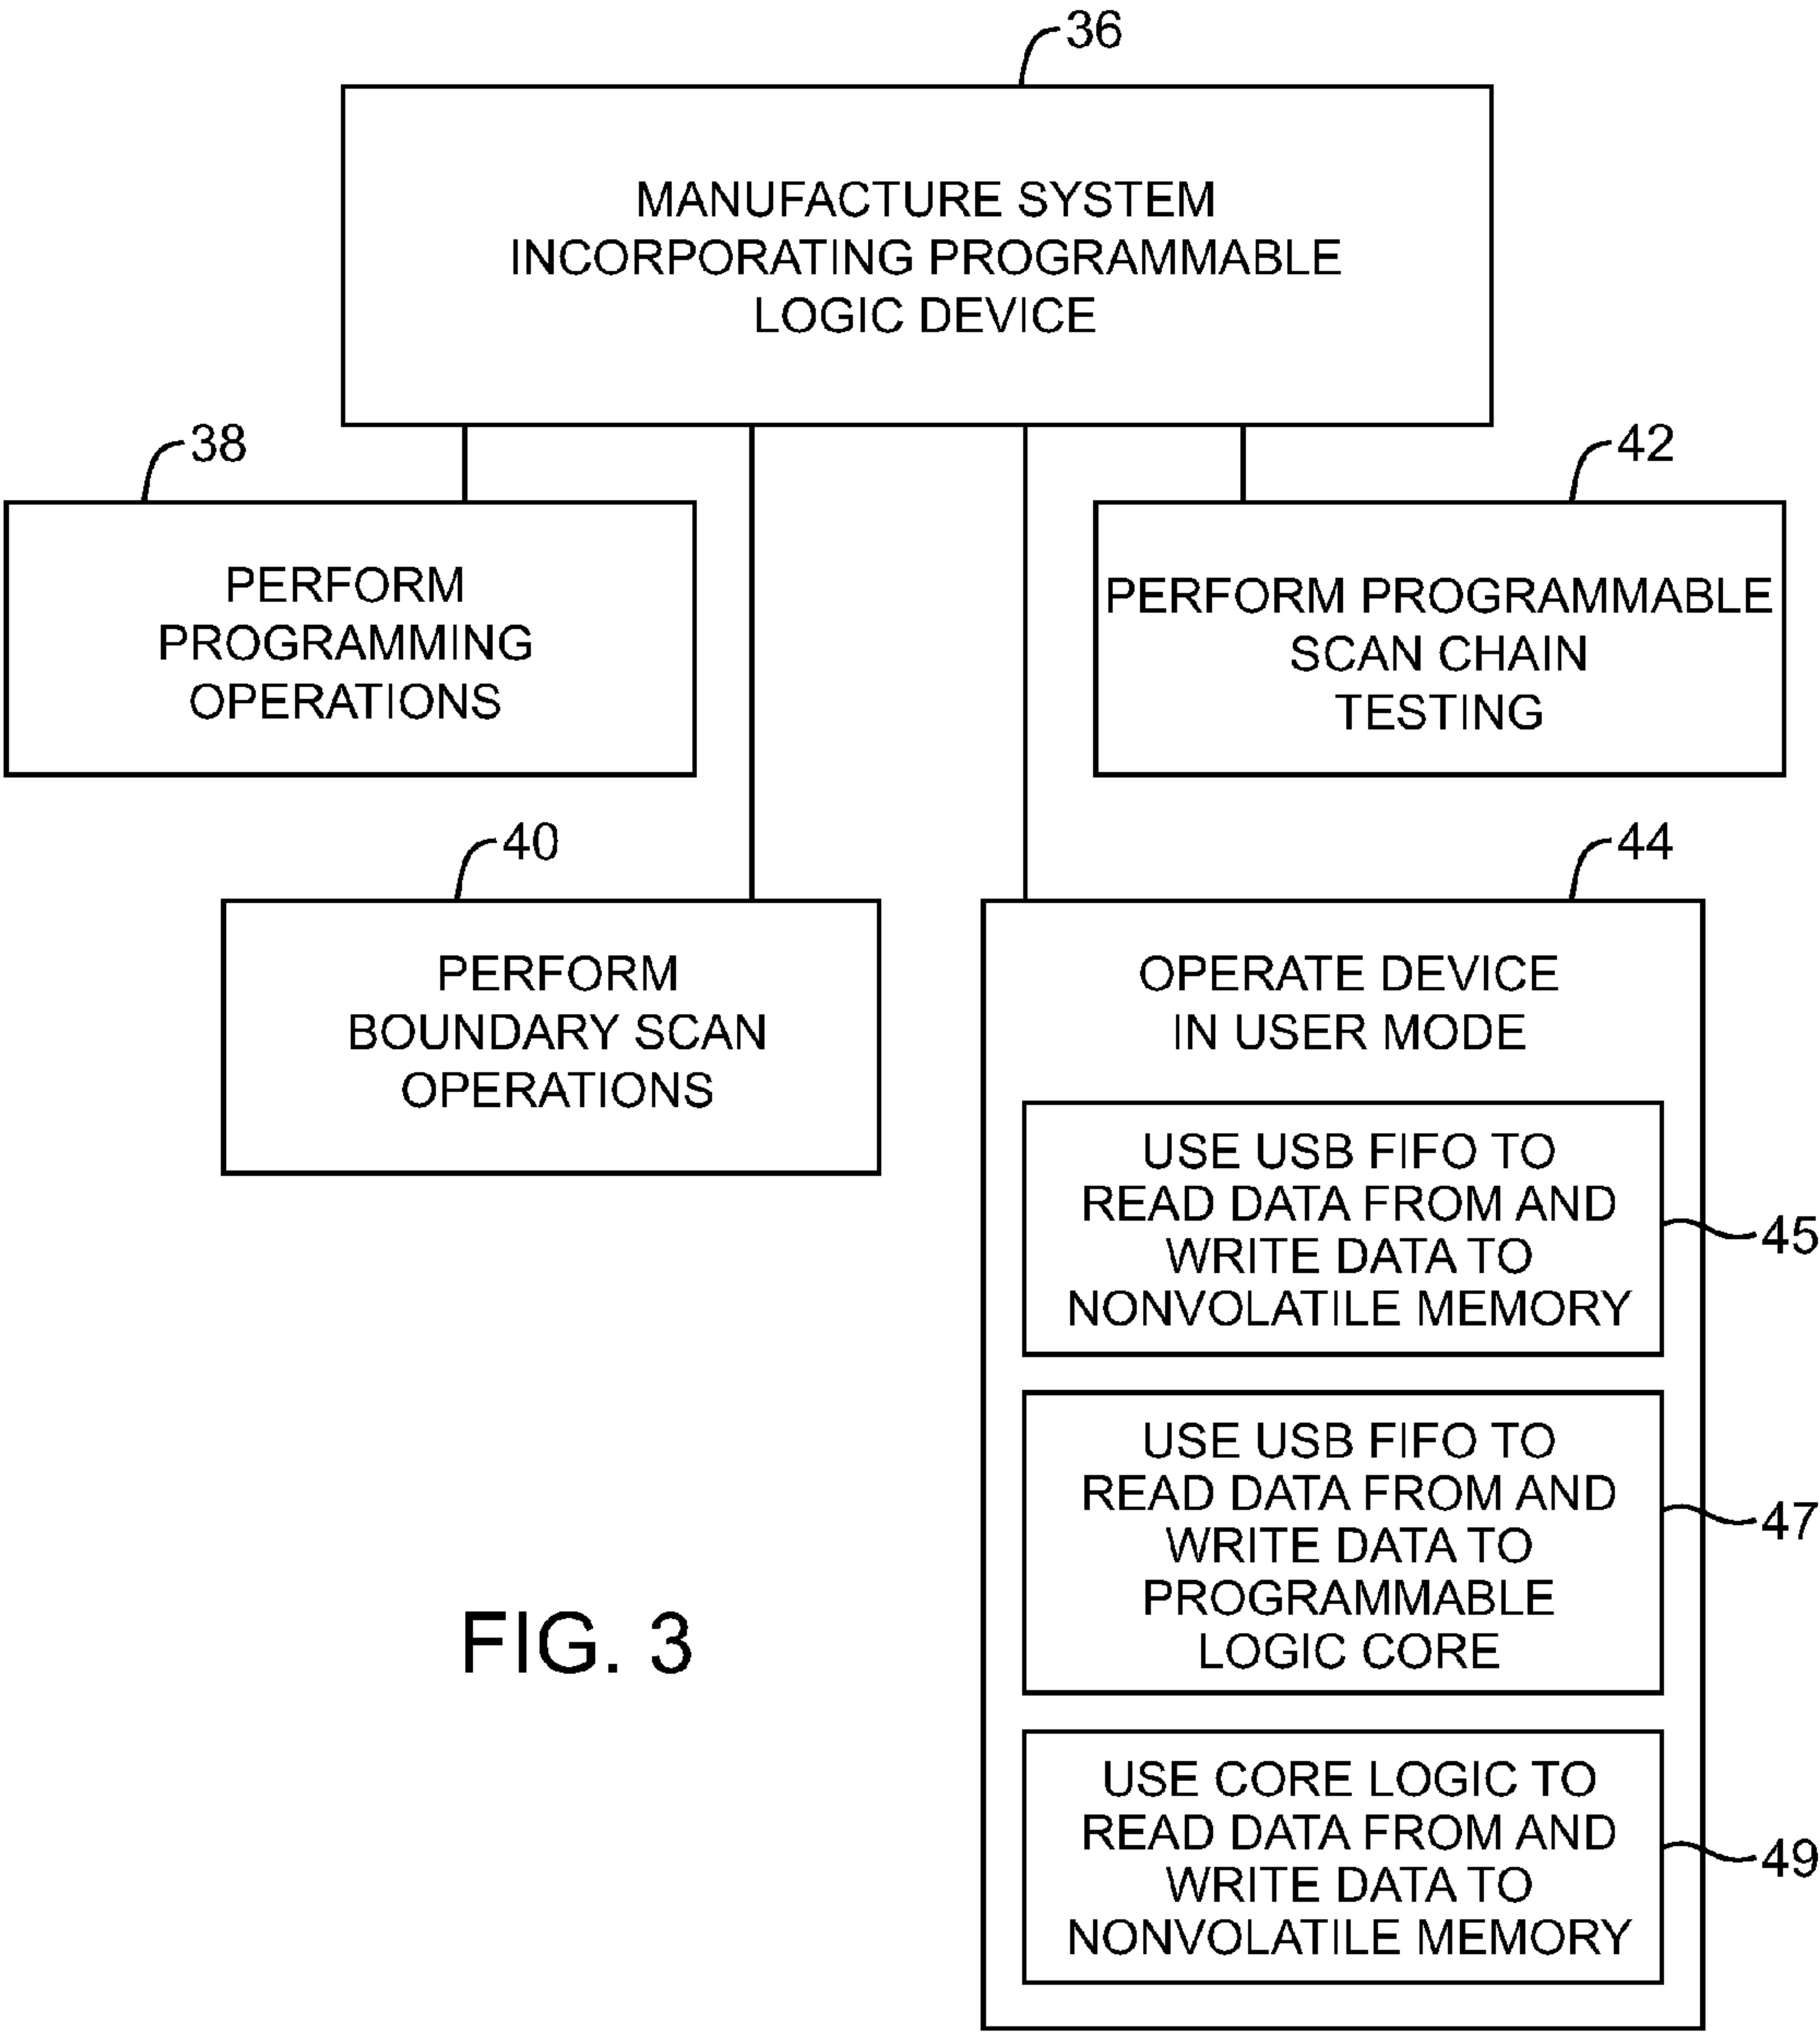 36
MANUFACTURE SYSTEM
INCORPORATING PROGRAMMABLE
LOGIC DEVICE
38
PERFORM
PROGRAMMING
OPERATIONS
42
PERFORM PROGRAMMABLE
SCAN CHAIN
TESTING
40
PERFORM
BOUNDARY SCAN
OPERATIONS
44
OPERATE DEVICE
IN USER MODE
USE USB FIFO TO
READ DATA FROM AND
WRITE DATA TO
NONVOLATILE MEMORY
45
USE USB FIFO TO
READ DATA FROM AND
WRITE DATA TO
PROGRAMMABLE
LOGIC CORE
47
USE CORE LOGIC TO
READ DATA FROM AND
WRITE DATA TO
NONVOLATILE MEMORY
49
FIG. 3